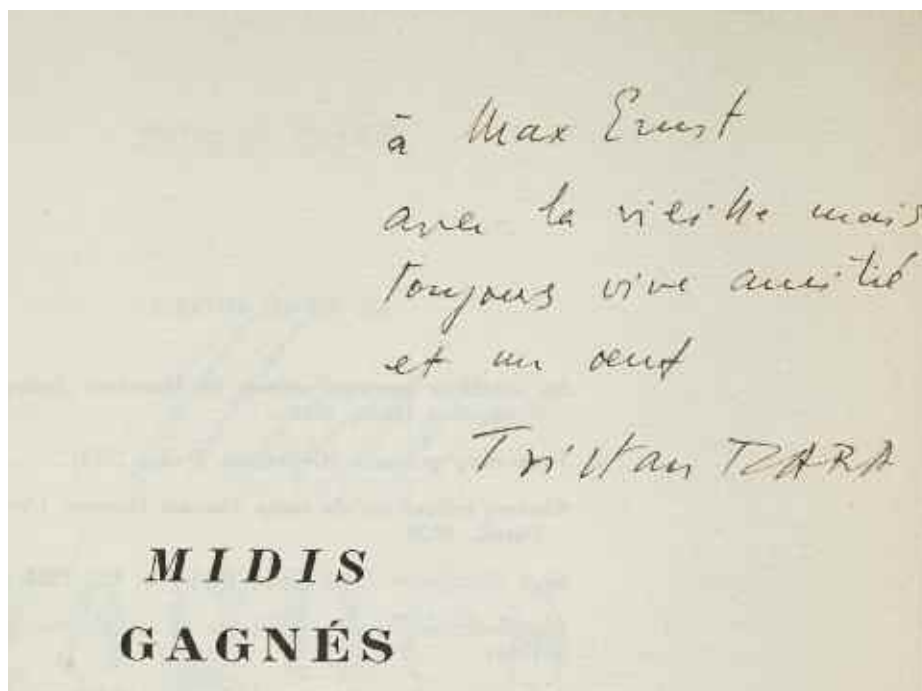 à Max Ernst
avec la vieille mais
toujours vive amitié
et un oeuf
Tristan TZARA
MIDIS
GAGNÉS